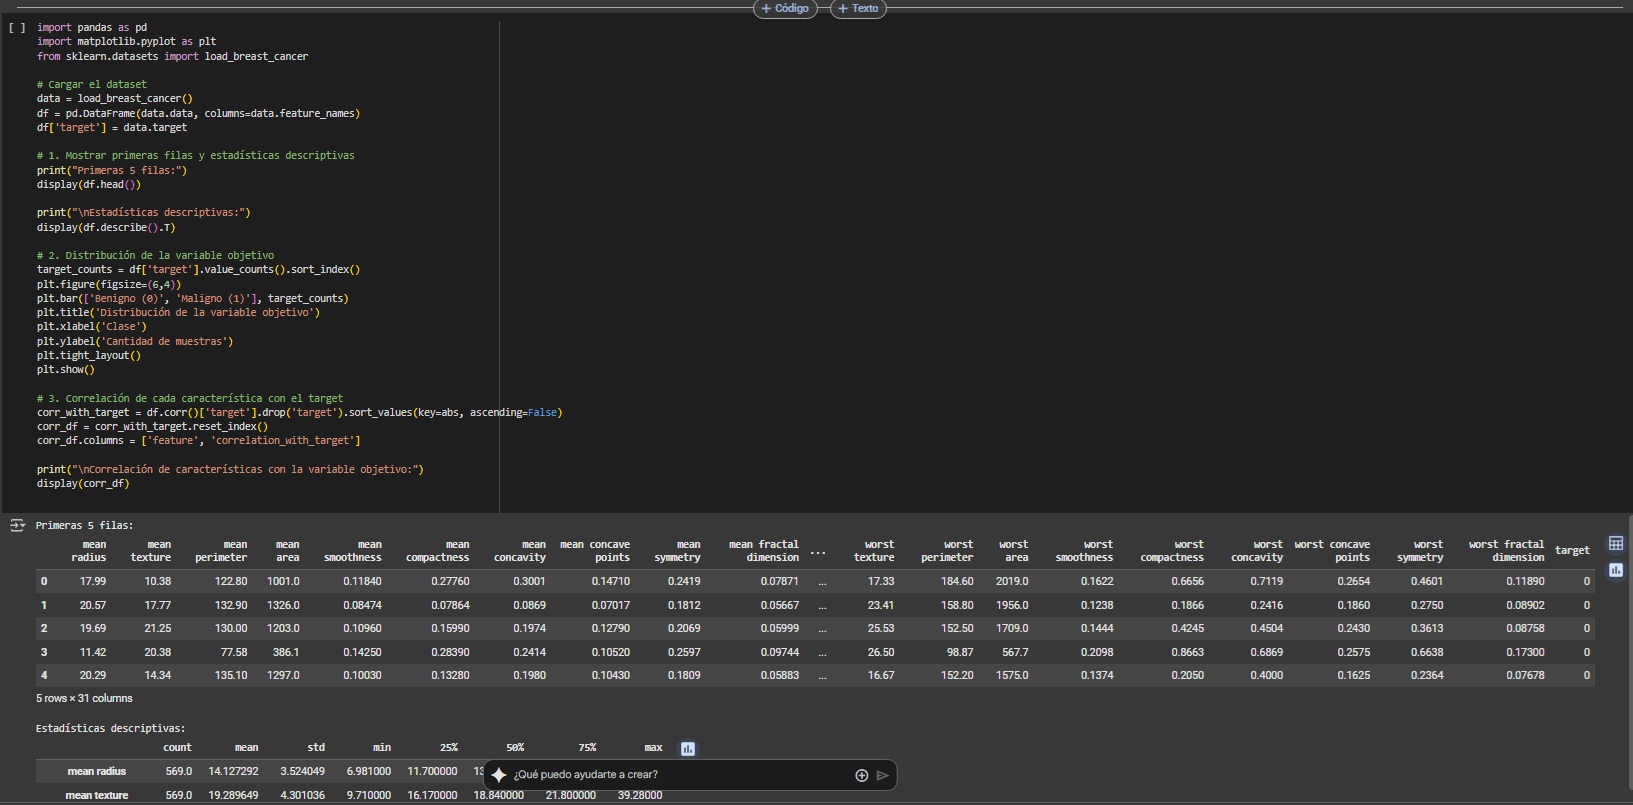 + Código + Texto
[ ] import pandas as pd
import matplotlib.pyplot as plt
from sklearn.datasets import load_breast_cancer
# Cargar el dataset
data = load_breast_cancer()
df = pd.DataFrame(data.data, columns=data.feature_names)
df['target'] = data.target
# 1. Mostrar primeras filas y estadísticas descriptivas
print("Primeras 5 filas:")
display(df.head())
print("\nEstadísticas descriptivas:")
display(df.describe().T)
# 2. Distribución de la variable objetivo
target_counts = df['target'].value_counts().sort_index()
plt.figure(figsize=(6,4))
plt.bar(['Benigno (0)', 'Maligno (1)'], target_counts)
plt.title('Distribución de la variable objetivo')
plt.xlabel('Clase')
plt.ylabel('Cantidad de muestras')
plt.tight_layout()
plt.show()
# 3. Correlación de cada característica con el target
corr_with_target = df.corr()['target'].drop('target').sort_values(key=abs, ascending=False)
corr_df = corr_with_target.reset_index()
corr_df.columns = ['feature', 'correlation_with_target']
print("\nCorrelación de características con la variable objetivo:")
display(corr_df)
Primeras 5 filas:
mean mean mean mean mean mean mean mean concave mean mean fractal worst worst worst worst worst worst worst concave worst worst fractal
radius texture perimeter area smoothness compactness concavity points symmetry dimension ... texture perimeter area smoothness compactness concavity points symmetry dimension target
0 17.99 10.38 122.80 1001.0 0.11840 0.27760 0.3001 0.14710 0.2419 0.07871 ... 17.33 184.60 2019.0 0.1622 0.6656 0.7119 0.2654 0.4601 0.11890 0
1 20.57 17.77 132.90 1326.0 0.08474 0.07864 0.0869 0.07017 0.1812 0.05667 ... 23.41 158.80 1956.0 0.1238 0.1866 0.2416 0.1860 0.2750 0.08902 0
2 19.69 21.25 130.00 1203.0 0.10960 0.15990 0.1974 0.12790 0.2069 0.05999 ... 25.53 152.50 1709.0 0.1444 0.4245 0.4504 0.2430 0.3613 0.08758 0
3 11.42 20.38 77.58 386.1 0.14250 0.28390 0.2414 0.10520 0.2597 0.09744 ... 26.50 98.87 567.7 0.2098 0.8663 0.6869 0.2575 0.6638 0.17300 0
4 20.29 14.34 135.10 1297.0 0.10030 0.13280 0.1980 0.10430 0.1809 0.05883 ... 16.67 152.20 1575.0 0.1374 0.2050 0.4000 0.1625 0.2364 0.07678 0
5 rows × 31 columns
Estadísticas descriptivas:
count mean std min 25% 50% 75% max
mean radius 569.0 14.127292 3.524049 6.981000 11.700000 13
¿Qué puedo ayudarte a crear?
mean texture 569.0 19.289649 4.301036 9.710000 16.170000 18.840000 21.800000 39.28000